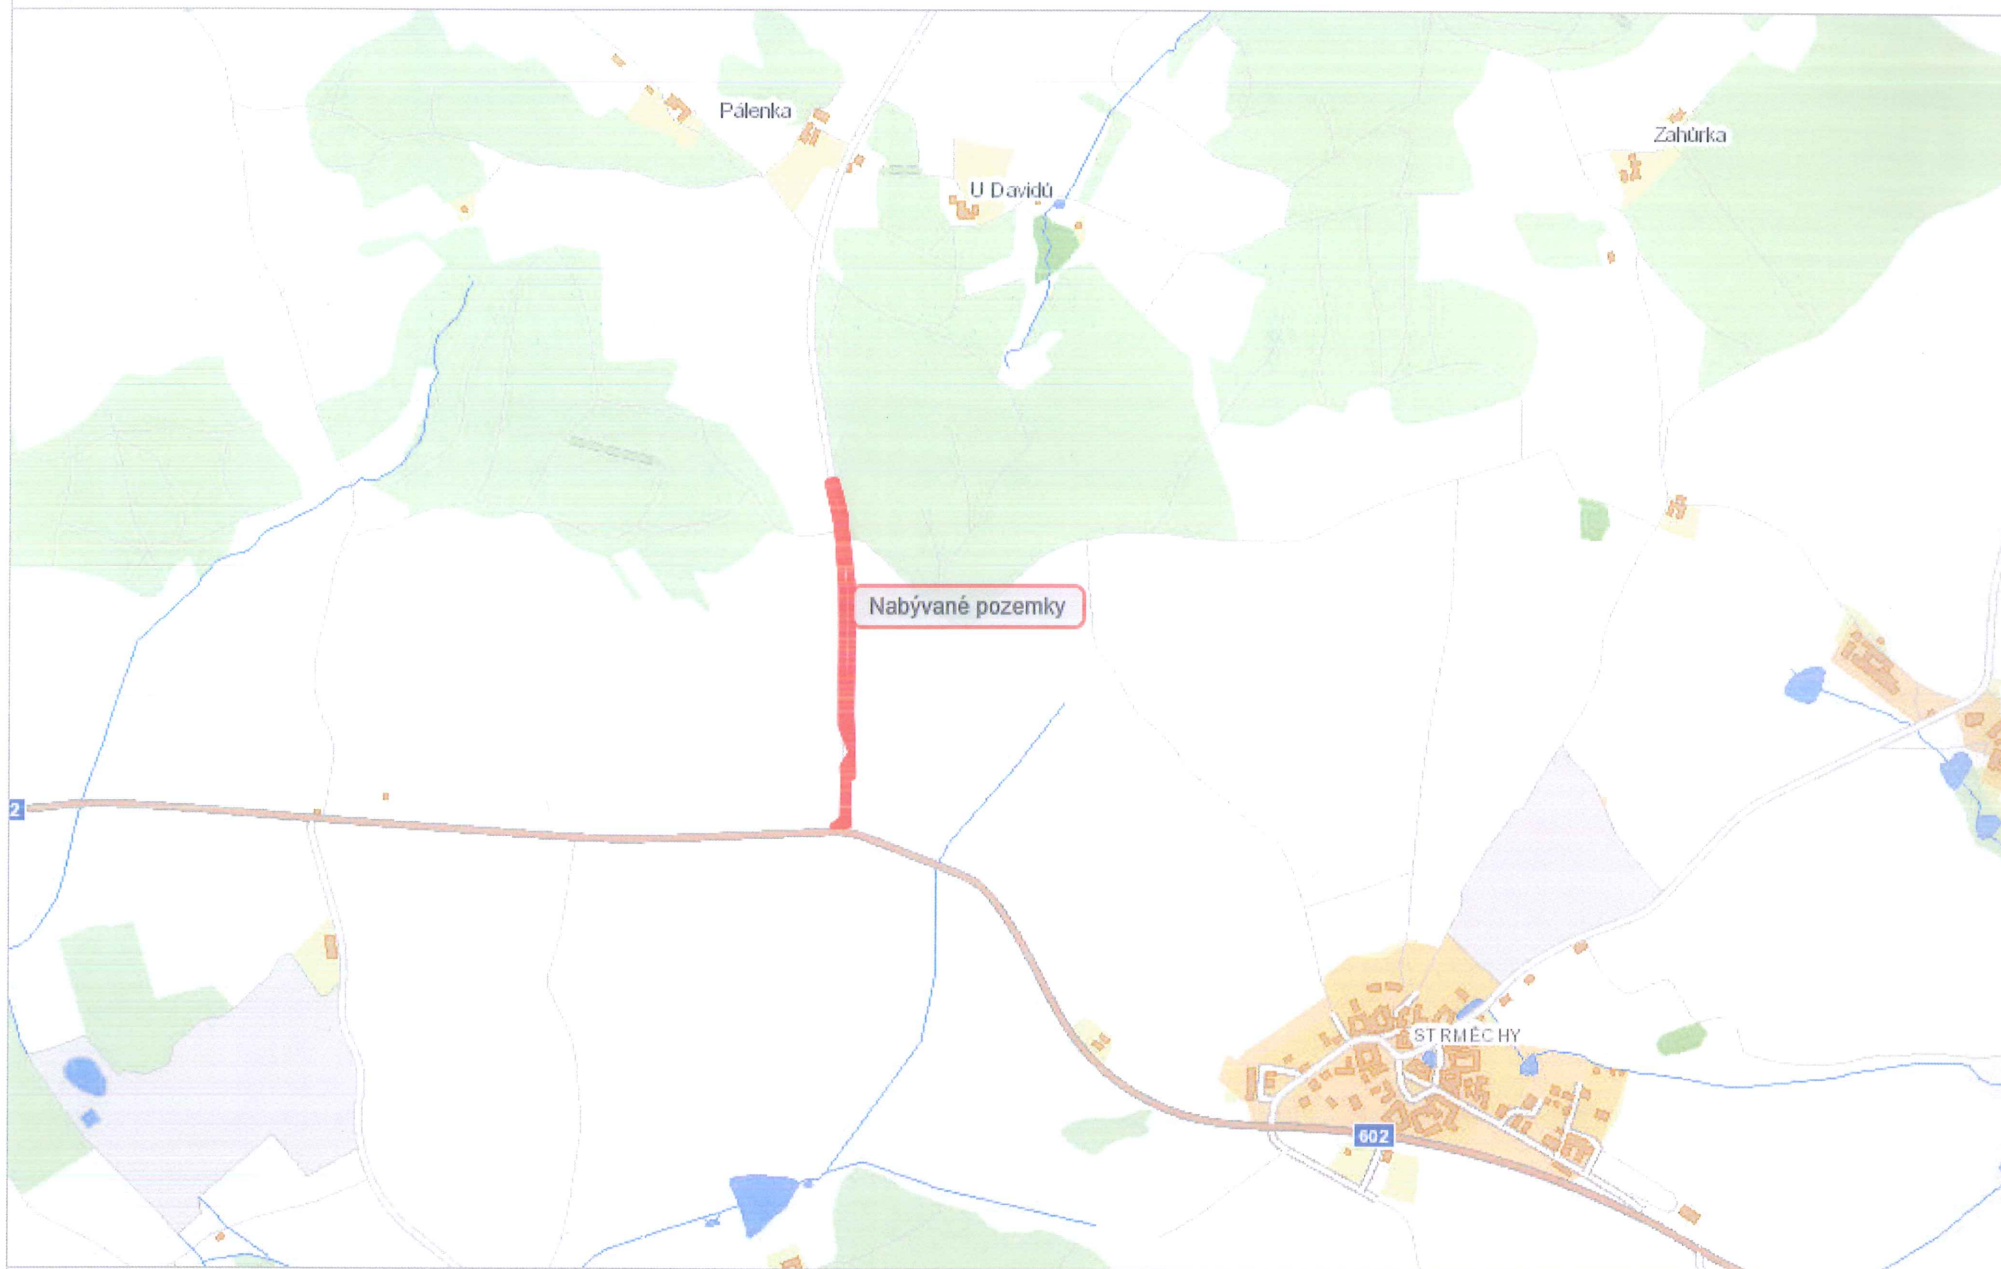 Pálenka
Zahůrka
U Davidů
Nabývané pozemky
2
STRMĚCHY
602